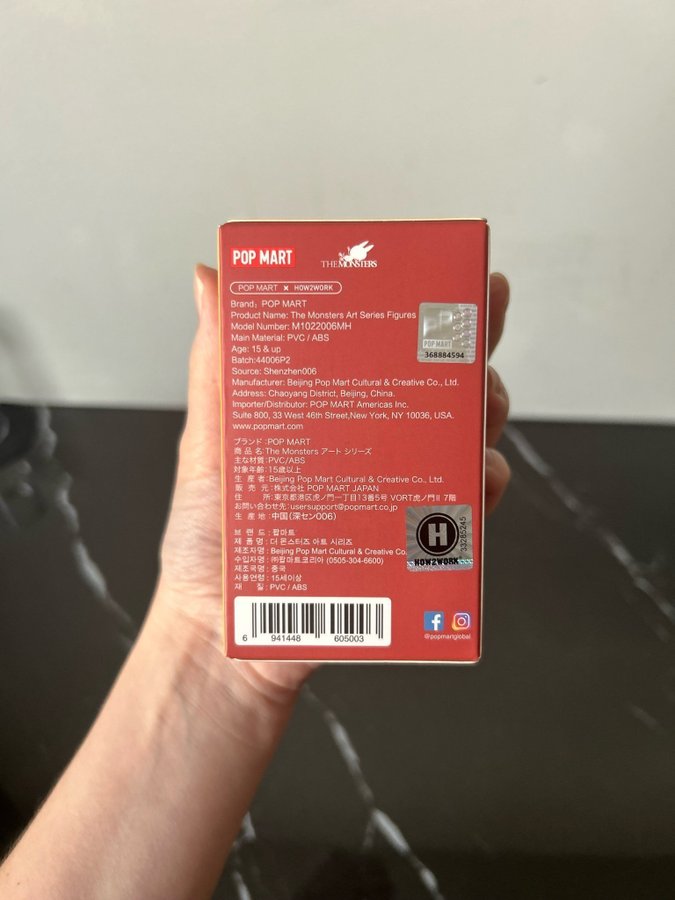 POP MART
THE MONSTERS
POP MART × HOW2WORK
Brand：POP MART
Product Name: The Monsters Art Series Figures
Model Number: M1022006MH
Main Material: PVC / ABS
Age: 15 & up
Batch:44006P2
Source: Shenzhen006
Manufacturer: Beijing Pop Mart Cultural & Creative Co., Ltd.
Address: Chaoyang District, Beijing, China.
Importer/Distributor: POP MART Americas Inc.
Suite 800, 33 West 46th Street,New York, NY 10036, USA.
www.popmart.com
POP MART
368884594
ブランド:POP MART
商 品 名:The Monsters アート シリーズ
主な材質:PVC/ABS
対象年齢:15歳以上
生 産 者:Beijing Pop Mart Cultural & Creative Co., Ltd.
販 売 元:株式会社 POP MART JAPAN
住 所:東京都港区虎ノ門一丁目13番5号 VORT虎ノ門II 7階
お問い合わせ先:usersupport@popmart.co.jp
生 産 地:中国(深セン006)
H
HOW2WORK
33285245
브 랜 드 : 팝마트
제 품 명 : 더 몬스터즈 아트 시리즈
제조자명 : Beijing Pop Mart Cultural & Creative Co.
수입자명 : ㈜팝마트코리아 (0505-304-6600)
제조국명 : 중국
사용연령 : 15세이상
재 질 : PVC / ABS
6 941448 605003
@popmartglobal